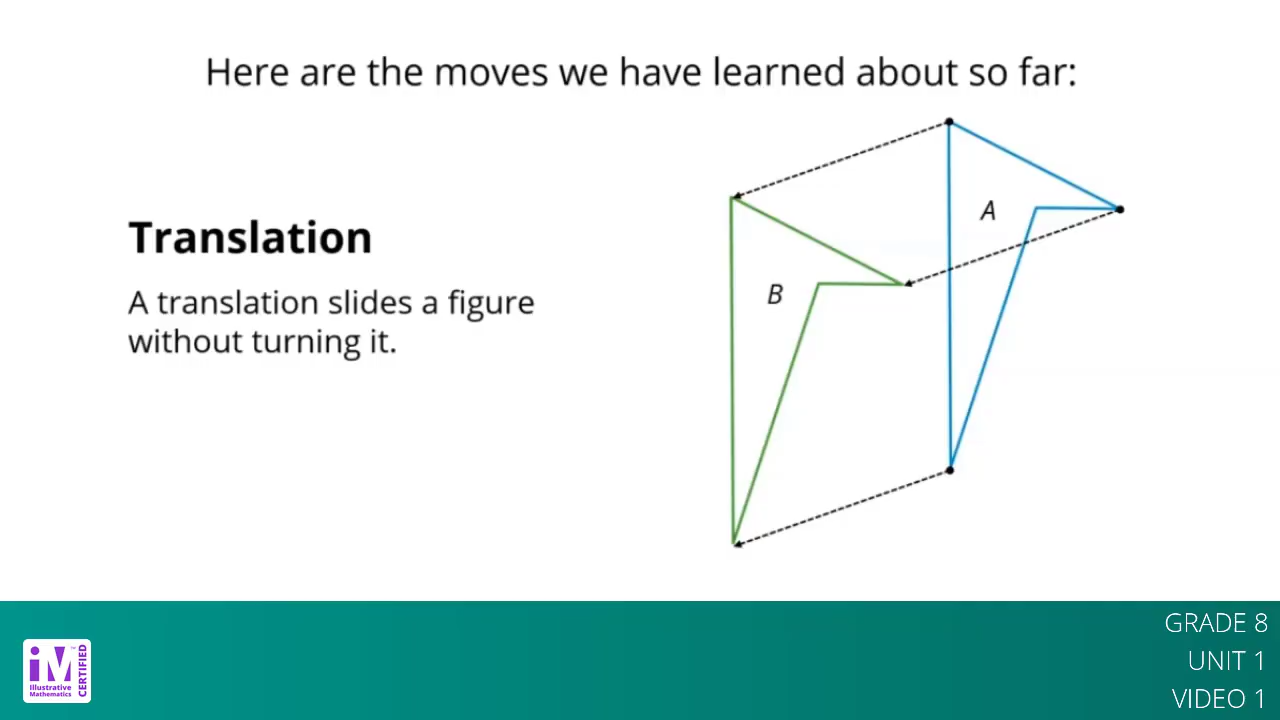 Here are the moves we have learned about so far:
Translation
A translation slides a figure
without turning it.
A
B
GRADE 8
UNIT 1
VIDEO 1
iM™
Illustrative
Mathematics
CERTIFIED